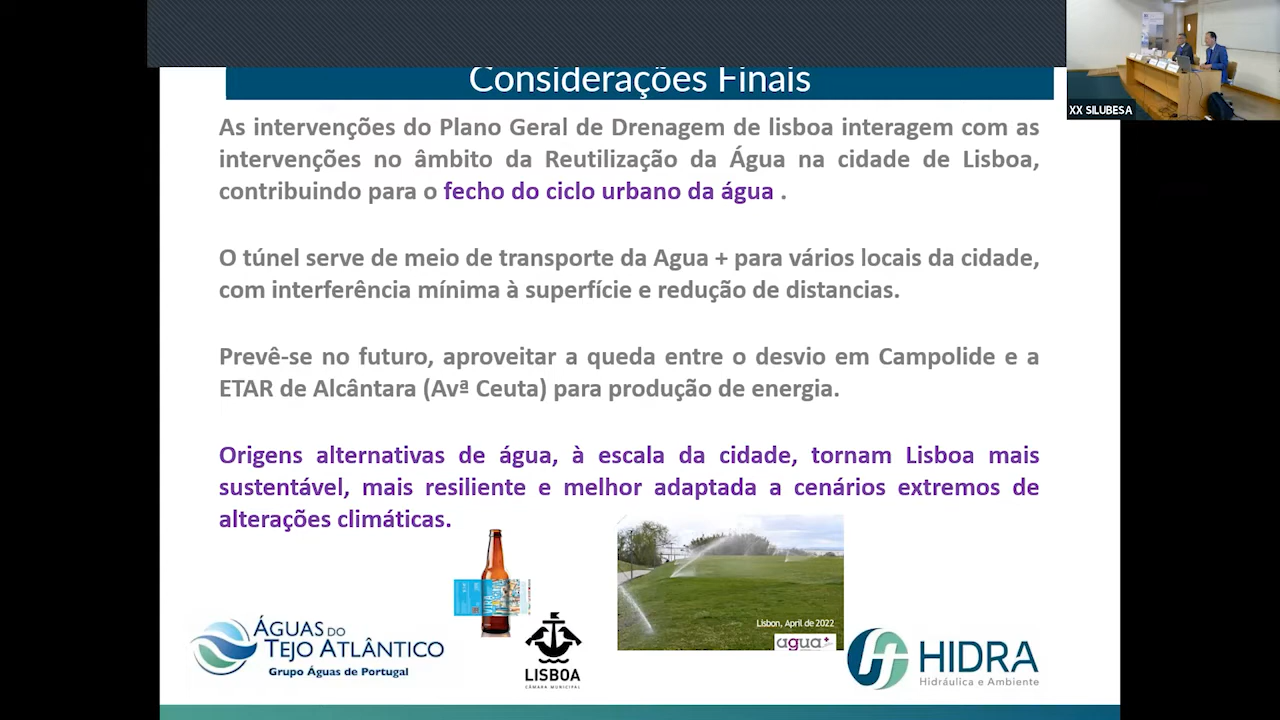 Considerações Finais
XX SILUBESA
As intervenções do Plano Geral de Drenagem de lisboa interagem com as
intervenções no âmbito da Reutilização da Água na cidade de Lisboa,
contribuindo para o fecho do ciclo urbano da água .
O túnel serve de meio de transporte da Agua + para vários locais da cidade,
com interferência mínima à superfície e redução de distancias.
Prevê-se no futuro, aproveitar a queda entre o desvio em Campolide e a
ETAR de Alcântara (Avª Ceuta) para produção de energia.
Origens alternativas de água, à escala da cidade, tornam Lisboa mais
sustentável, mais resiliente e melhor adaptada a cenários extremos de
alterações climáticas.
Lisbon, April de 2022
agua+
ÁGUAS DO
TEJO ATLÂNTICO
Grupo Águas de Portugal
LISBOA
CÂMARA MUNICIPAL
HIDRA
Hidráulica e Ambiente